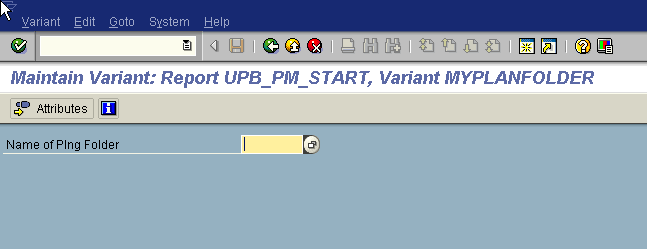 Variant Edit Goto System Help
Maintain Variant: Report UPB_PM_START, Variant MYPLANFOLDER
Attributes
Name of Plng Folder